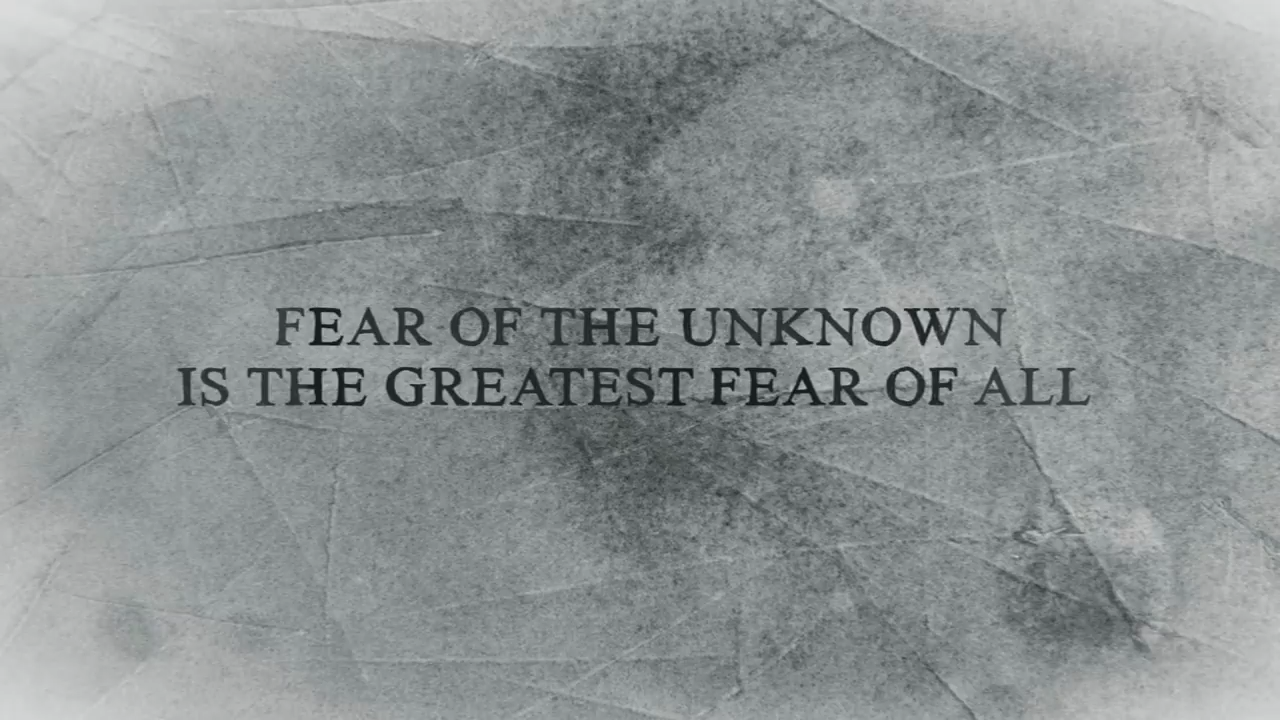 FEAR OF THE UNKNOWN
IS THE GREATEST FEAR OF ALL